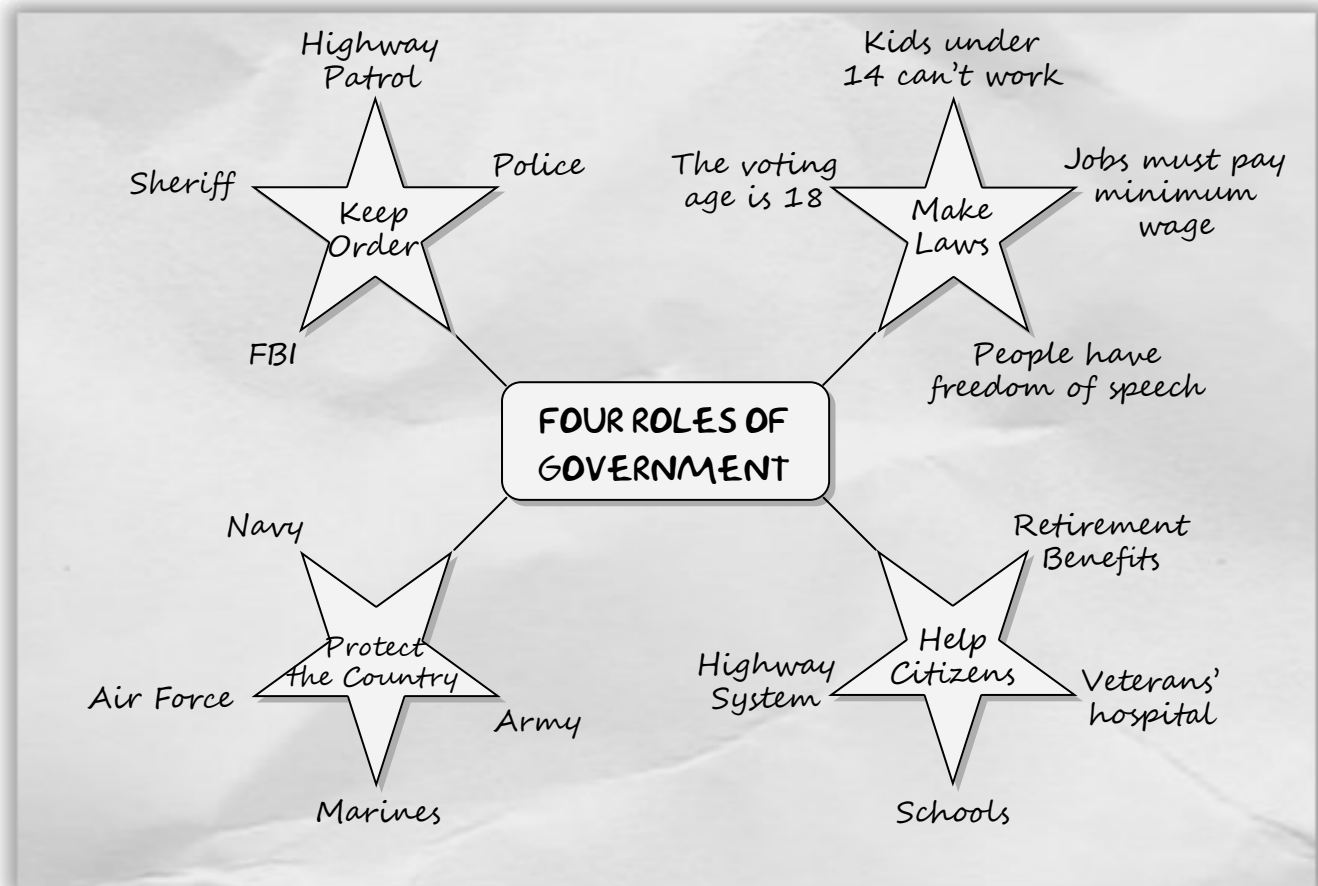 Highway
Patrol
Sheriff
Police
Keep
Order
FBI
Kids under
14 can't work
The voting
age is 18
Jobs must pay
minimum
wage
Make
Laws
People have
freedom of speech
FOUR ROLES OF
GOVERNMENT
Navy
Protect
the Country
Air Force
Army
Marines
Retirement
Benefits
Help
Citizens
Highway
System
Veterans'
hospital
Schools